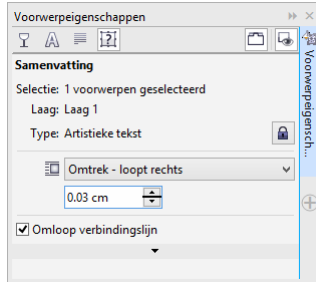 Voorwerpeigenschappen
Samenvatting
Selectie: 1 voorwerpen geselecteerd
Laag: Laag 1
Type: Artistieke tekst
Omtrek - loopt rechts
0.03 cm
Omloop verbindingslijn
Voorwerpeigensch...